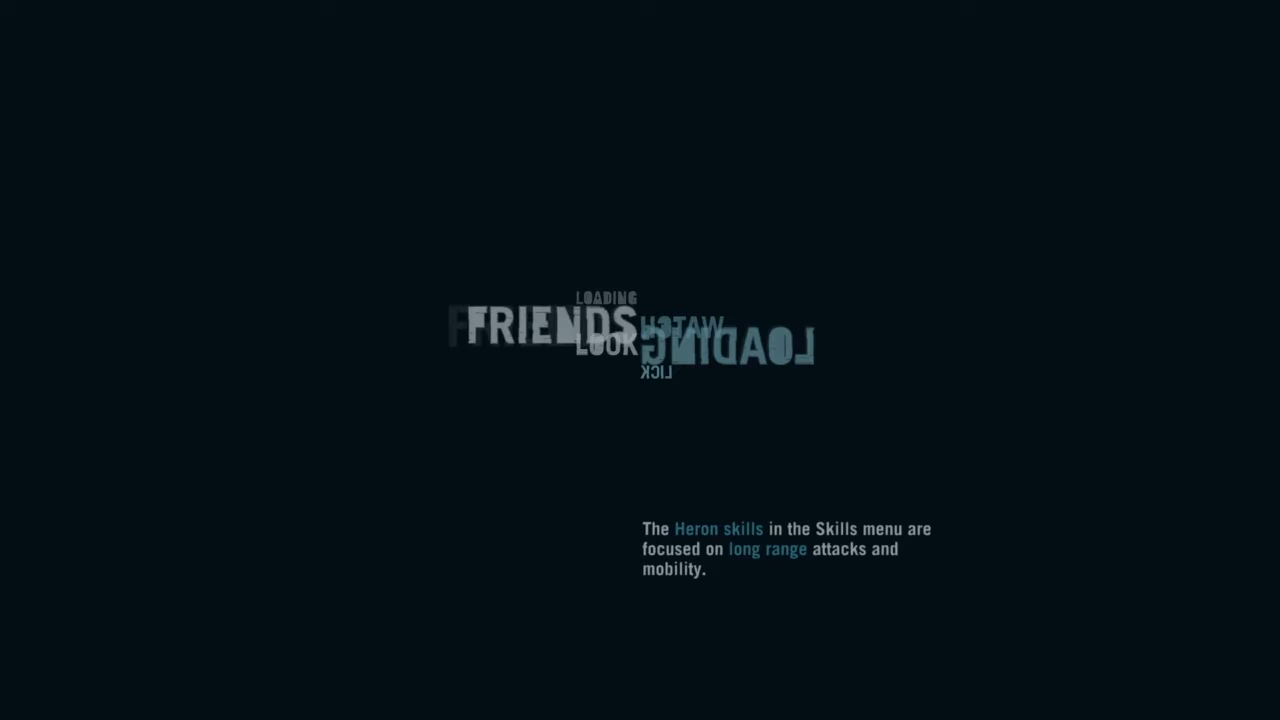 LOADING
FRIENDS
WATCH
LOOK
LOADING
LICK
The Heron skills in the Skills menu are
focused on long range attacks and
mobility.